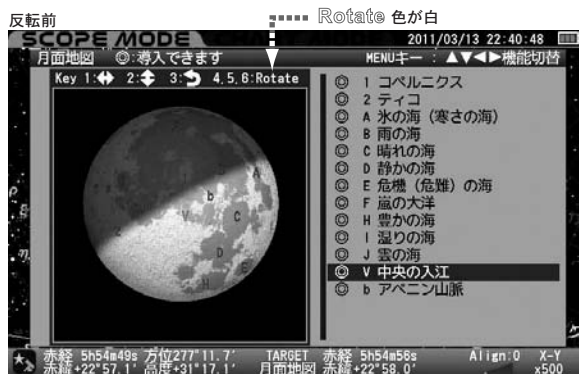 反転前
Rotate 色が白
SCOPE MODE
2011/03/13 22:40:48
月面地図 ◎:導入できます
MENUキー : ▲▼◀▶機能切替
Key 1:↔ 2:↕ 3:⮌ 4,5,6:Rotate
◎ 1 コペルニクス
◎ 2 ティコ
◎ A 氷の海(寒さの海)
◎ B 雨の海
◎ C 晴れの海
◎ D 静かの海
◎ E 危機(危難)の海
◎ F 嵐の大洋
◎ H 豊かの海
◎ I 湿りの海
◎ J 雲の海
◎ V 中央の入江
◎ b アペニン山脈
A
b
V
C
2
D
E
H
赤経 5h54m49s 方位277°11.7′ TARGET 赤経 5h54m56s Align:0 X-Y
赤緯+22°57.1′ 高度+31°17.1′ 月面地図 赤緯+22°58.0′ x500